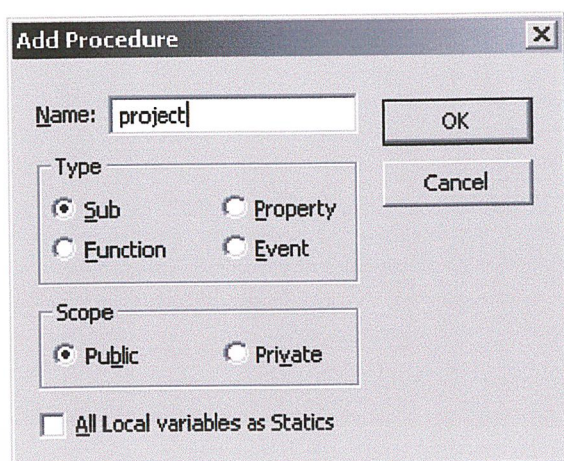 Add Procedure
Name: project
OK
Type
Cancel
Sub
Property
Function
Event
Scope
Public
Private
All Local variables as Statics